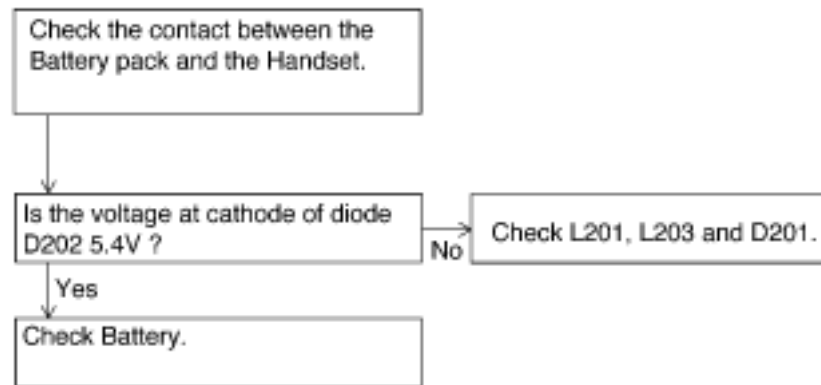 Check the contact between the
Battery pack and the Handset.
Is the voltage at cathode of diode
D202 5.4V ?
No
Check L201, L203 and D201.
Yes
Check Battery.